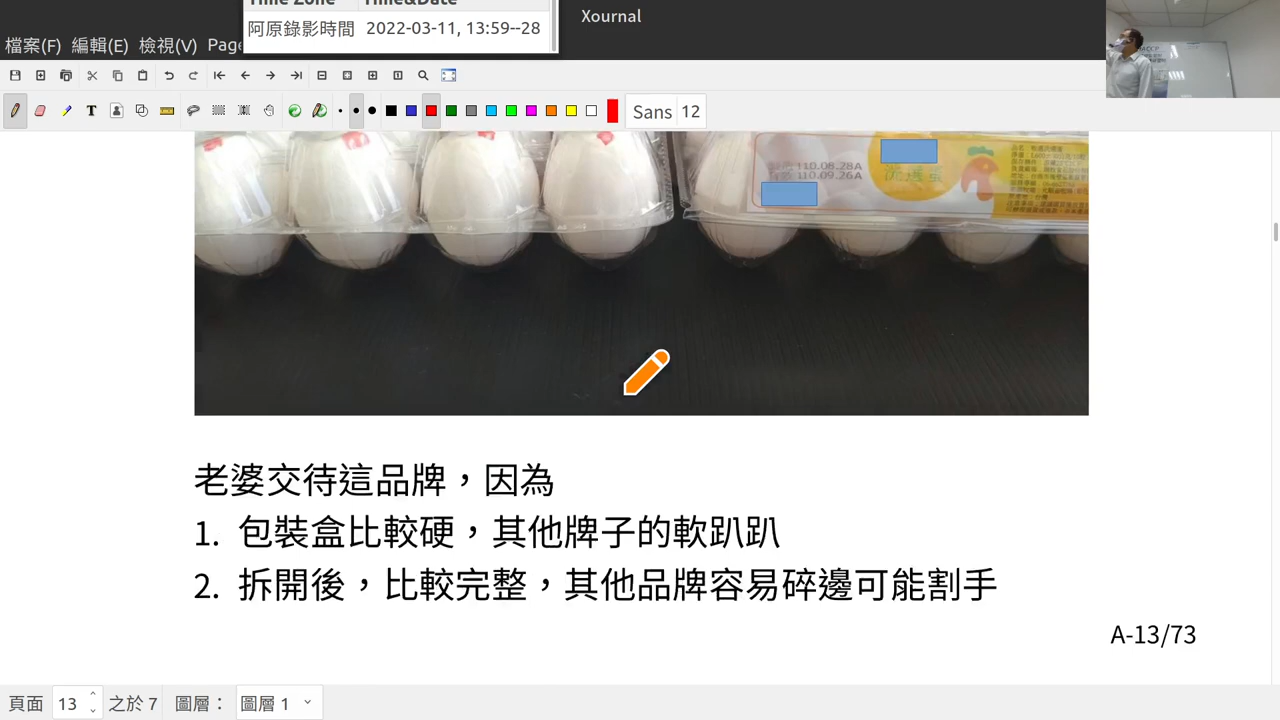 Time Zone Time&Date
阿原錄影時間 2022-03-11, 13:59--28
Xournal
檔案(F) 編輯(E) 檢視(V)
T
Sans 12
110.08.28A
110.09.26A
洗選蛋
老婆交待這品牌，因為
1. 包裝盒比較硬，其他牌子的軟趴趴
2. 拆開後，比較完整，其他品牌容易碎邊可能割手
A-13/73
頁面 13 之於 7 圖層： 圖層 1